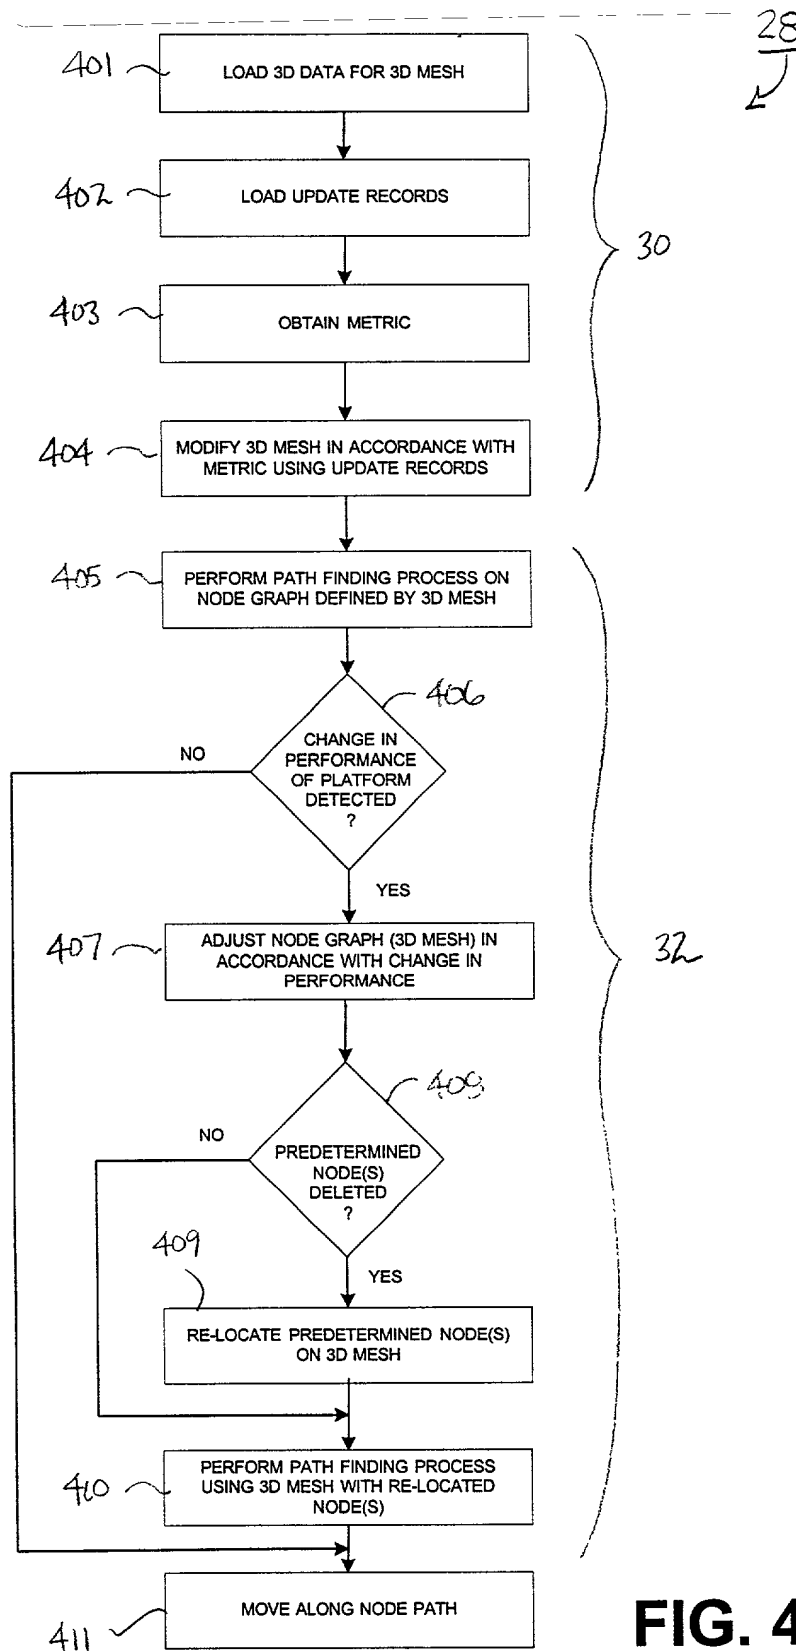 28
401
LOAD 3D DATA FOR 3D MESH
402
LOAD UPDATE RECORDS
30
403
OBTAIN METRIC
404
MODIFY 3D MESH IN ACCORDANCE WITH
METRIC USING UPDATE RECORDS
405
PERFORM PATH FINDING PROCESS ON
NODE GRAPH DEFINED BY 3D MESH
406
NO
CHANGE IN
PERFORMANCE
OF PLATFORM
DETECTED
?
YES
407
ADJUST NODE GRAPH (3D MESH) IN
ACCORDANCE WITH CHANGE IN
PERFORMANCE
32
NO
PREDETERMINED
NODE(S)
DELETED
?
409
YES
RE-LOCATE PREDETERMINED NODE(S)
ON 3D MESH
410
PERFORM PATH FINDING PROCESS
USING 3D MESH WITH RE-LOCATED
NODE(S)
411
MOVE ALONG NODE PATH
FIG. 4